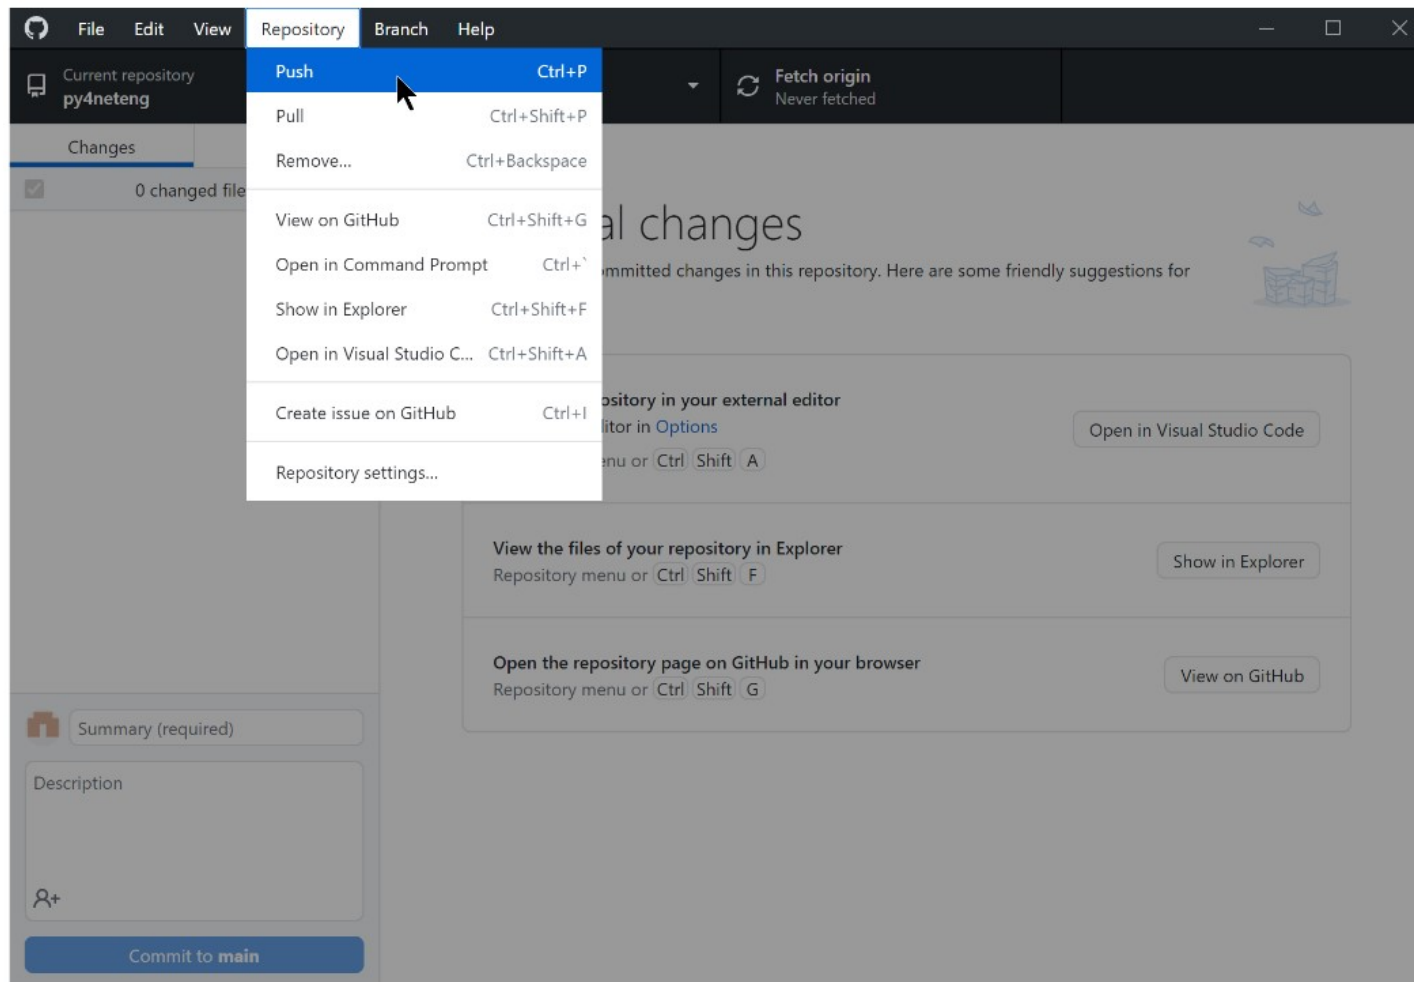 File Edit View Repository Branch Help
Current repository
py4neteng
Fetch origin
Never fetched
Push Ctrl+P
Pull Ctrl+Shift+P
Remove... Ctrl+Backspace
View on GitHub Ctrl+Shift+G
Open in Command Prompt Ctrl+`
Show in Explorer Ctrl+Shift+F
Open in Visual Studio C... Ctrl+Shift+A
Create issue on GitHub Ctrl+I
Repository settings...
Changes
0 changed file
al changes
changes in this repository. Here are some friendly suggestions for
in your external editor
in Options
or Ctrl Shift A
Open in Visual Studio Code
View the files of your repository in Explorer
Repository menu or Ctrl Shift F
Show in Explorer
Open the repository page on GitHub in your browser
Repository menu or Ctrl Shift G
View on GitHub
Summary (required)
Description
Commit to main